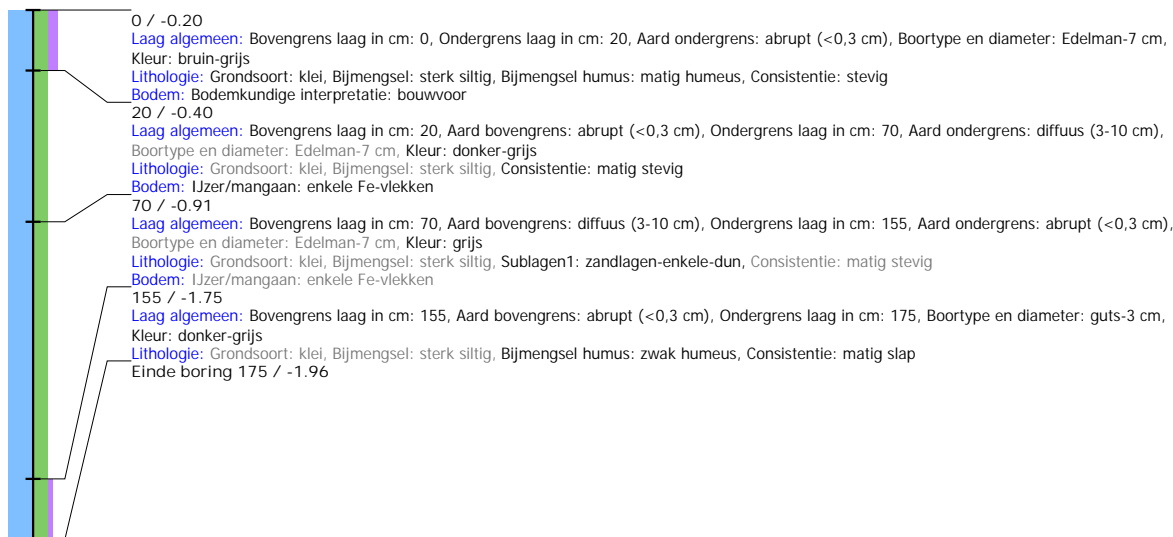 0 / -0.20
Laag algemeen: Bovengrens laag in cm: 0, Ondergrens laag in cm: 20, Aard ondergrens: abrupt (<0,3 cm), Boortype en diameter: Edelman-7 cm,
Kleur: bruin-grijs
Lithologie: Grondsoort: klei, Bijmengsel: sterk siltig, Bijmengsel humus: matig humeus, Consistentie: stevig
Bodem: Bodemkundige interpretatie: bouwvoor
20 / -0.40
Laag algemeen: Bovengrens laag in cm: 20, Aard bovengrens: abrupt (<0,3 cm), Ondergrens laag in cm: 70, Aard ondergrens: diffuus (3-10 cm),
Boortype en diameter: Edelman-7 cm, Kleur: donker-grijs
Lithologie: Grondsoort: klei, Bijmengsel: sterk siltig, Consistentie: matig stevig
Bodem: IJzer/mangaan: enkele Fe-vlekken
70 / -0.91
Laag algemeen: Bovengrens laag in cm: 70, Aard bovengrens: diffuus (3-10 cm), Ondergrens laag in cm: 155, Aard ondergrens: abrupt (<0,3 cm),
Boortype en diameter: Edelman-7 cm, Kleur: grijs
Lithologie: Grondsoort: klei, Bijmengsel: sterk siltig, Sublagen1: zandlagen-enkele-dun, Consistentie: matig stevig
Bodem: IJzer/mangaan: enkele Fe-vlekken
155 / -1.75
Laag algemeen: Bovengrens laag in cm: 155, Aard bovengrens: abrupt (<0,3 cm), Ondergrens laag in cm: 175, Boortype en diameter: guts-3 cm,
Kleur: donker-grijs
Lithologie: Grondsoort: klei, Bijmengsel: sterk siltig, Bijmengsel humus: zwak humeus, Consistentie: matig slap
Einde boring 175 / -1.96